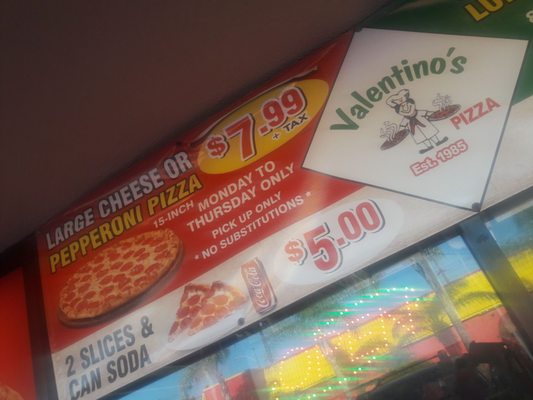 LARGE CHEESE OR
PEPPERONI PIZZA
15-INCH
$7.99
+ TAX
MONDAY TO
THURSDAY ONLY
PICK UP ONLY
* NO SUBSTITUTIONS *
2 SLICES &
CAN SODA
Coca-Cola
$5.00
Valentino's
PIZZA
Est. 1985